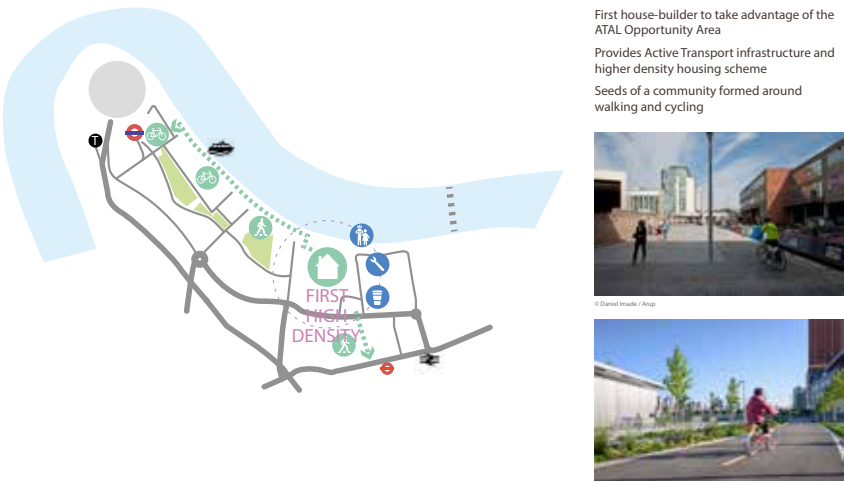 First house-builder to take advantage of the
ATAL Opportunity Area
Provides Active Transport infrastructure and
higher density housing scheme
Seeds of a community formed around
walking and cycling
T
FIRST
HIGH
DENSITY
© Daniel Imade / Arup